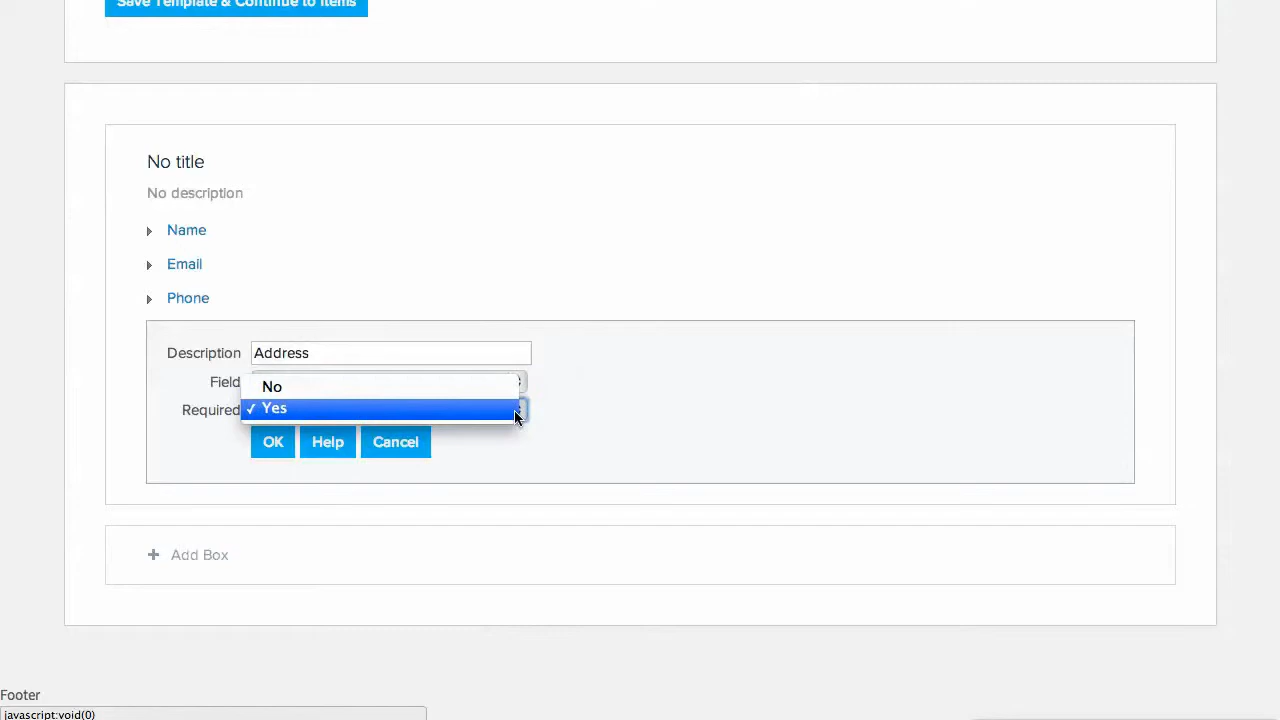 Save Template & Continue to Items
No title
No description
Name
Email
Phone
Description Address
Field
No
Required ✓ Yes
OK Help Cancel
+ Add Box
Footer
javascript:void(0)